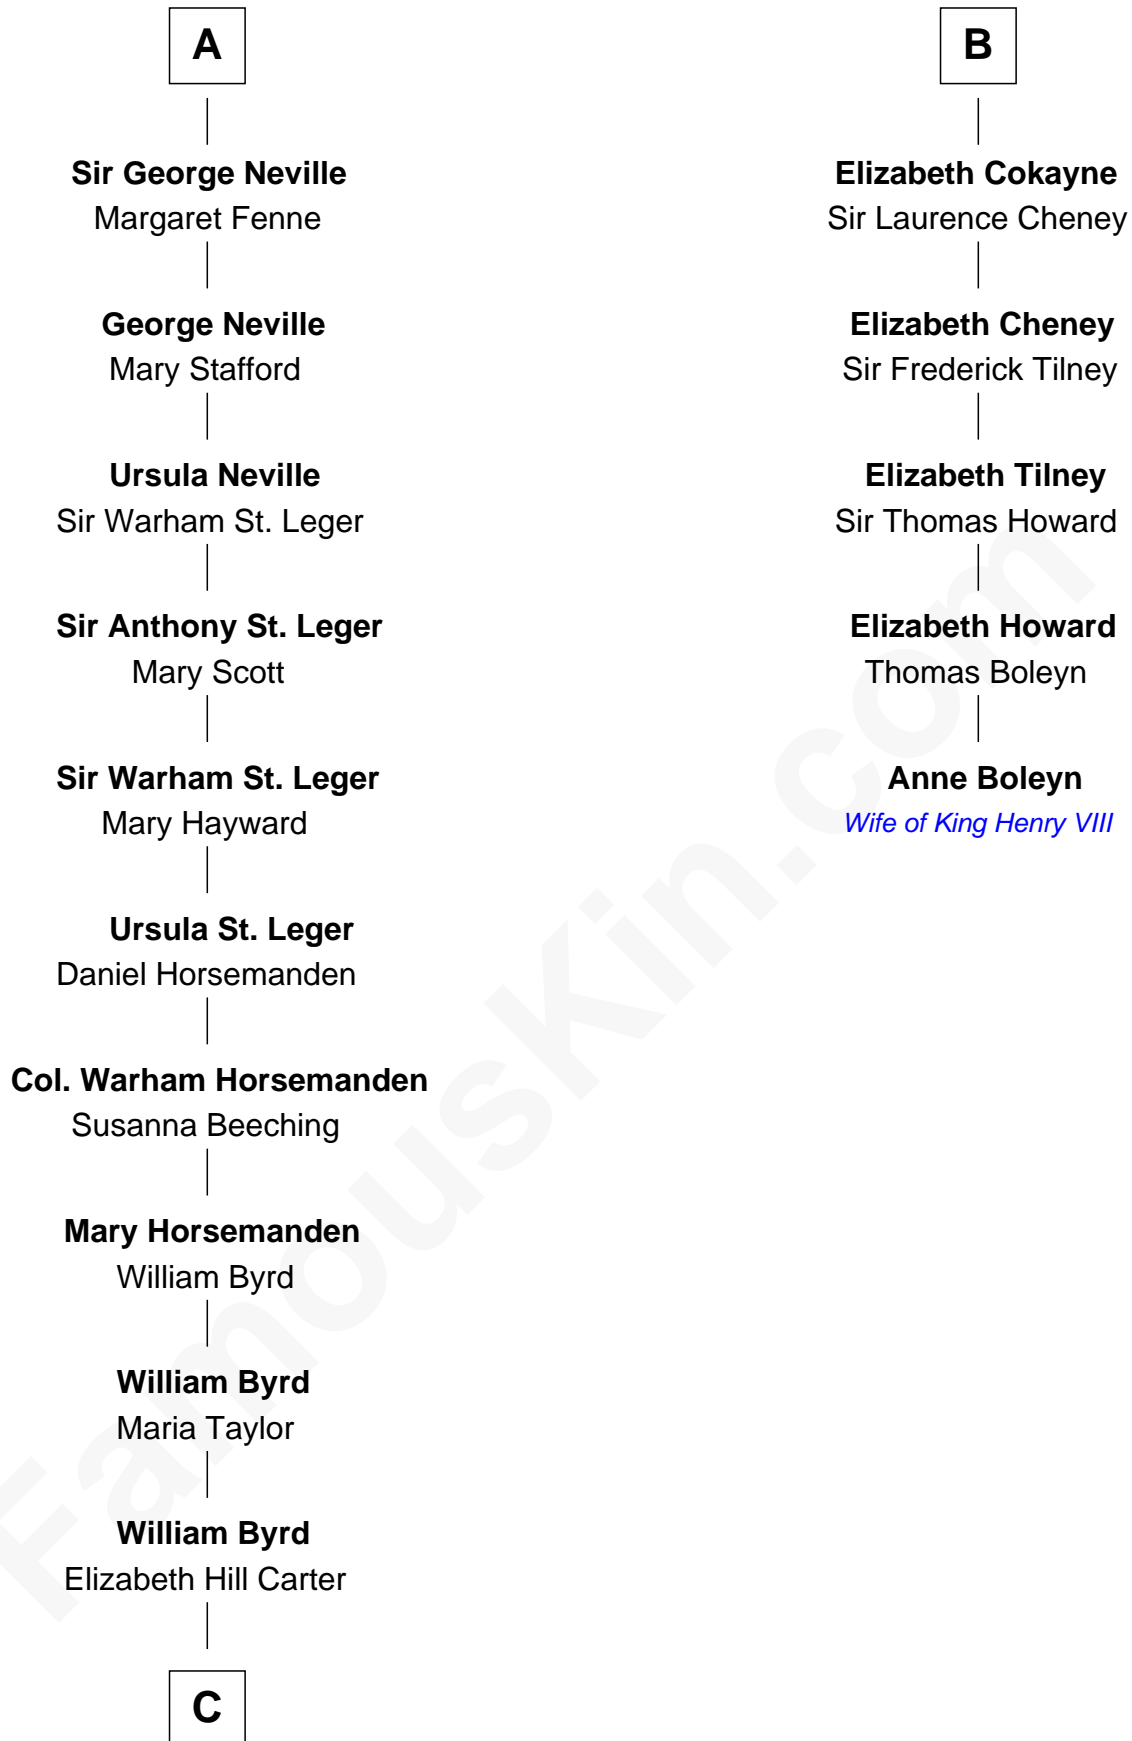 A
Sir George Neville
Margaret Fenne
George Neville
Mary Stafford
Ursula Neville
Sir Warham St. Leger
Sir Anthony St. Leger
Mary Scott
Sir Warham St. Leger
Mary Hayward
Ursula St. Leger
Daniel Horsemanden
Col. Warham Horsemanden
Susanna Beeching
Mary Horsemanden
William Byrd
William Byrd
Maria Taylor
William Byrd
Elizabeth Hill Carter
C
B
Elizabeth Cokayne
Sir Laurence Cheney
Elizabeth Cheney
Sir Frederick Tilney
Elizabeth Tilney
Sir Thomas Howard
Elizabeth Howard
Thomas Boleyn
Anne Boleyn
Wife of King Henry VIII
FamousKin.com